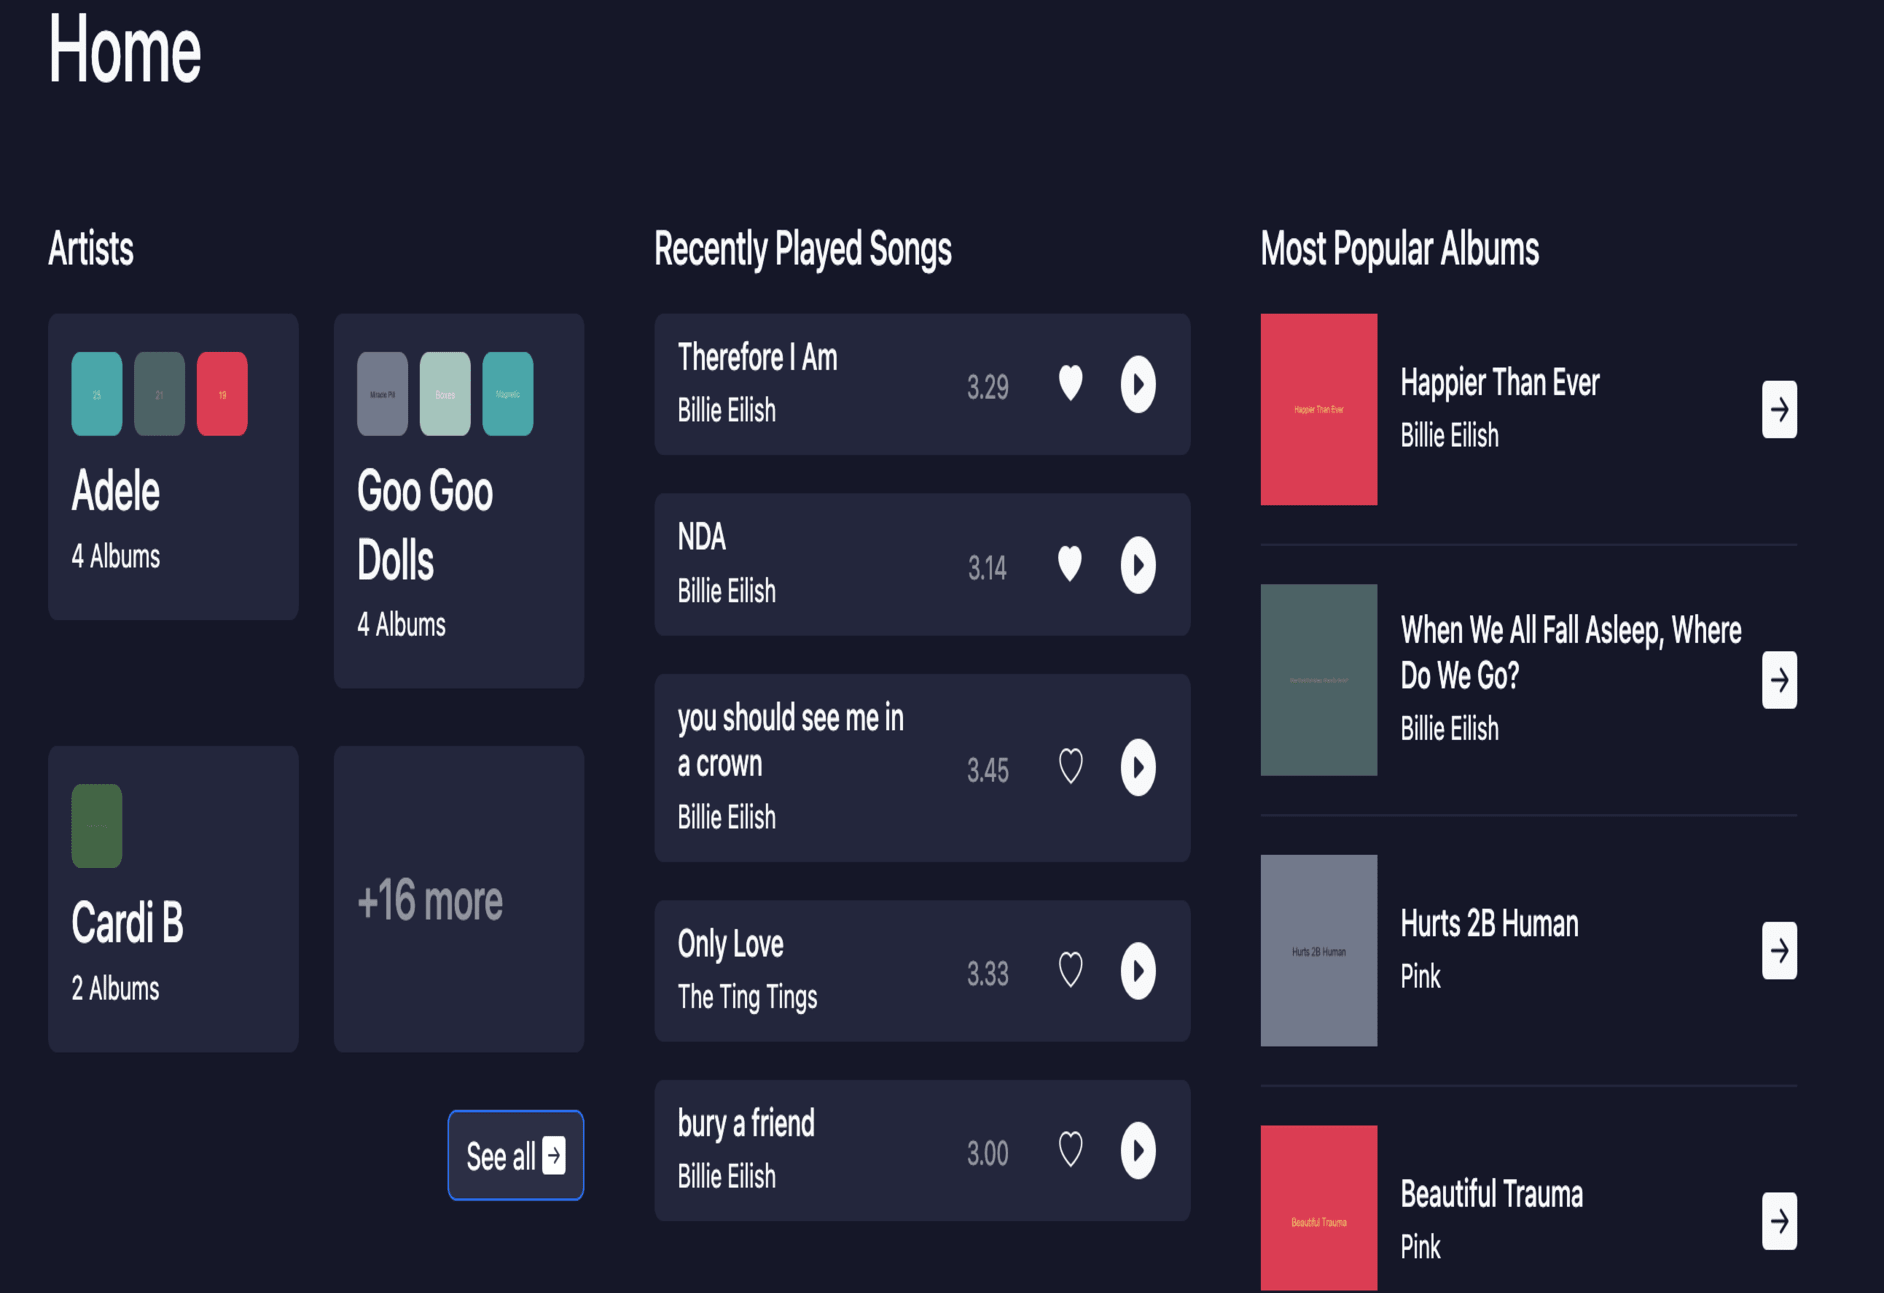 Home
Artists
25
21
19
Adele
4 Albums
Miracle Pill
Boxes
Magnetic
Goo Goo
Dolls
4 Albums
Cardi B
2 Albums
+16 more
See all
Recently Played Songs
Therefore I Am
Billie Eilish
3.29
NDA
Billie Eilish
3.14
you should see me in
a crown
Billie Eilish
3.45
Only Love
The Ting Tings
3.33
bury a friend
Billie Eilish
3.00
Most Popular Albums
Happier Than Ever
Happier Than Ever
Billie Eilish
When We All Fall Asleep, Where
Do We Go?
Billie Eilish
Hurts 2B Human
Hurts 2B Human
Pink
Beautiful Trauma
Beautiful Trauma
Pink